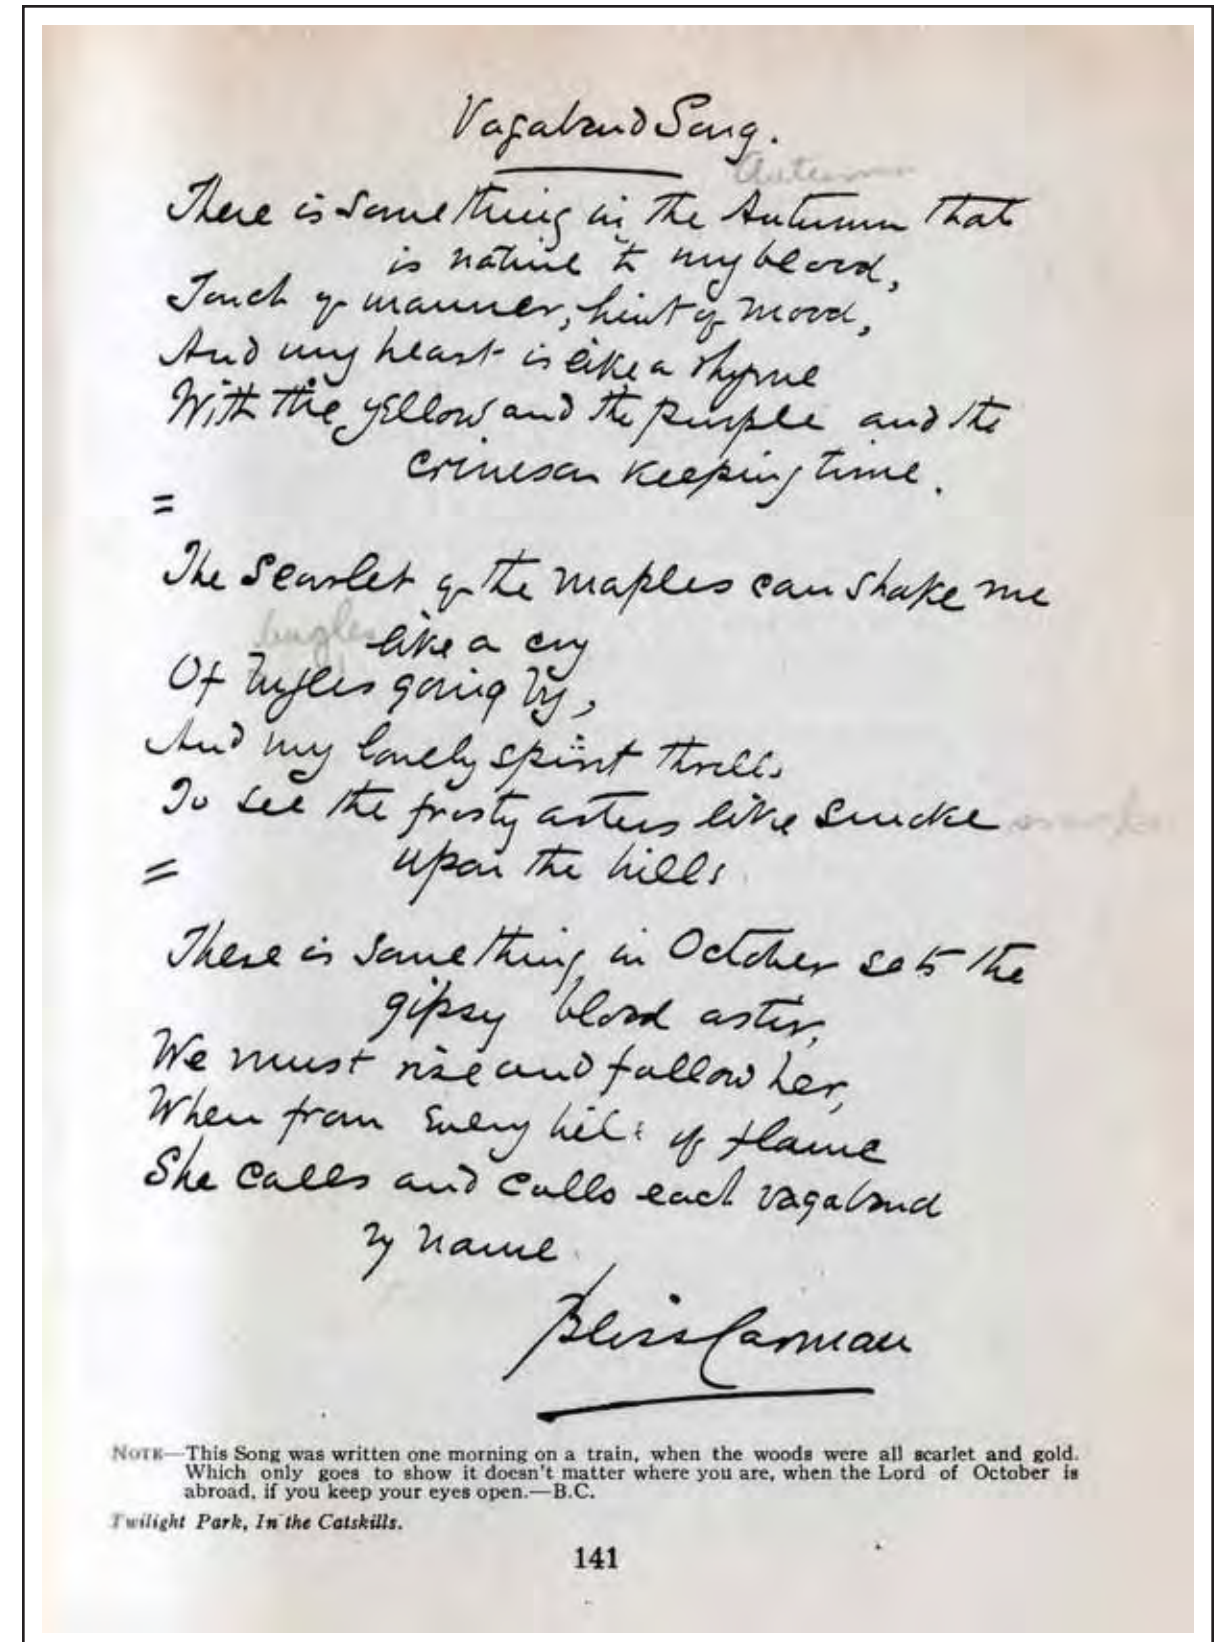 Vagabond Song.
Autumn
There is something in the Autumn that
is native to my blood,
Touch of manner, hint of mood,
And my heart is like a rhyme
With the yellow and the purple and the
crimson keeping time.
=
The Scarlet of the maples can shake me
bugles like a cry
Of bugles going by,
And my lonely spirit thrills
To see the frosty asters like smoke smoke
upon the hills.
=
There is something in October sets the
gipsy blood astir,
We must rise and follow her,
When from every hill of flame
She calls and calls each vagabond
by name.
Bliss Carman
NOTE—This Song was written one morning on a train, when the woods were all scarlet and gold.
Which only goes to show it doesn't matter where you are, when the Lord of October is
abroad, if you keep your eyes open.—B.C.
Twilight Park, In the Catskills.
141